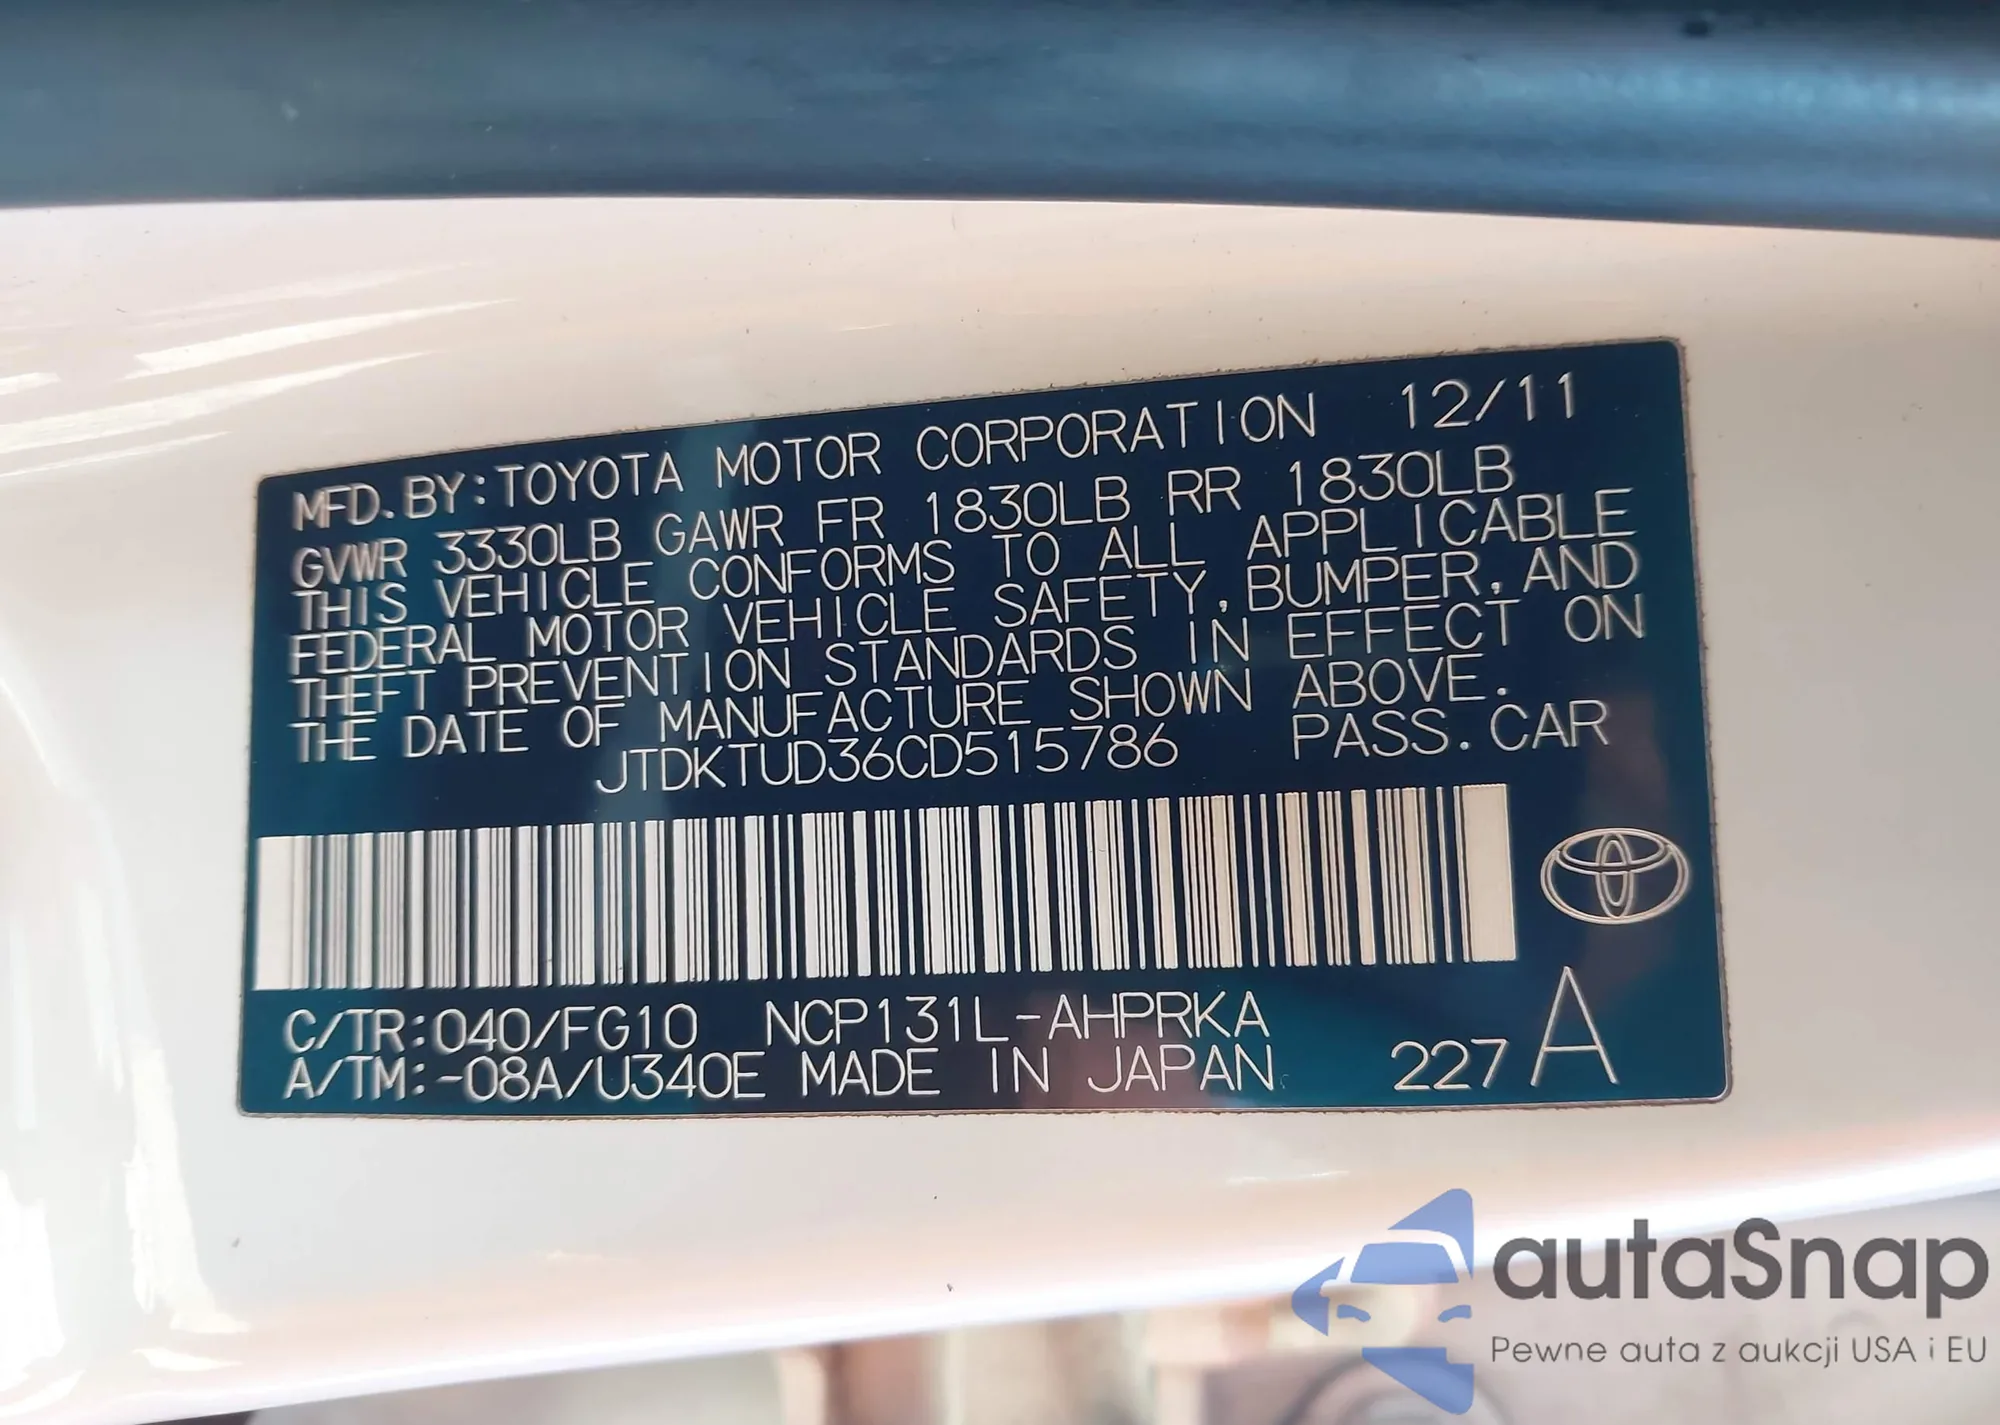 MFD.BY:TOYOTA MOTOR CORPORATION 12/11
GVWR 3330LB GAWR FR 1830LB RR 1830LB
THIS VEHICLE CONFORMS TO ALL APPLICABLE
FEDERAL MOTOR VEHICLE SAFETY,BUMPER,AND
THEFT PREVENTION STANDARDS IN EFFECT ON
THE DATE OF MANUFACTURE SHOWN ABOVE.
JTDKTUD36CD515786 PASS.CAR
C/TR:040/FG10 NCP131L-AHPRKA
A/TM:-08A/U340E MADE IN JAPAN 227 A
autaSnap
Pewne auta z aukcji USA i EU